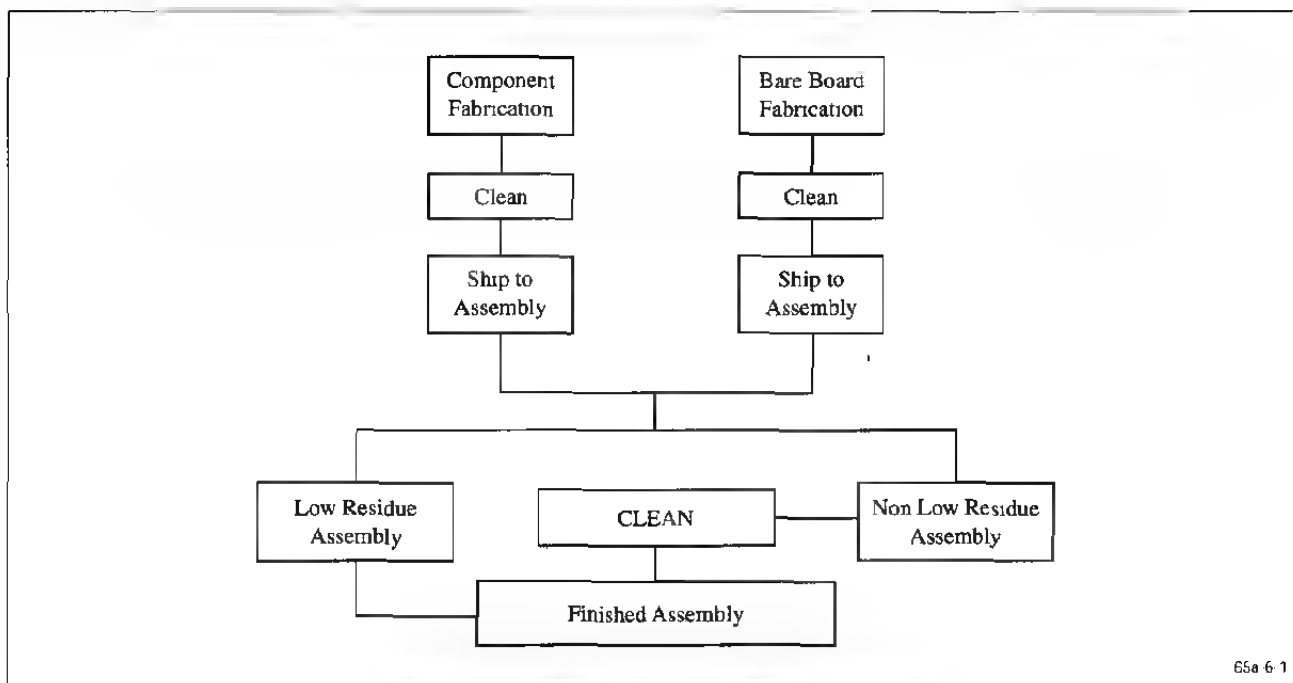 Component
Fabrication
Bare Board
Fabrication
Clean
Clean
Ship to
Assembly
Ship to
Assembly
Low Residue
Assembly
CLEAN
Non Low Residue
Assembly
Finished Assembly
65a-6-1